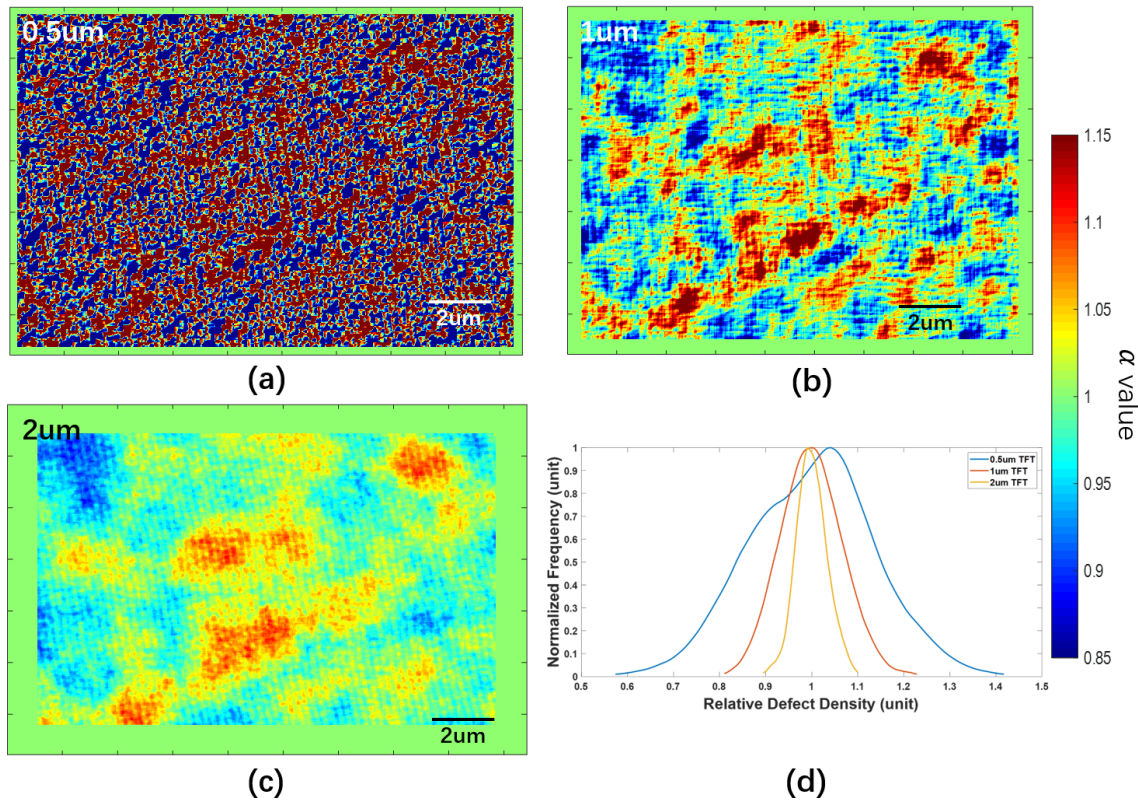 0.5um
2um
(a)
1um
2um
(b)
1.15
1.1
1.05
1
0.95
0.9
0.85
α value
2um
2um
(c)
Normalized Frequency (unit)
1
0.9
0.8
0.7
0.6
0.5
0.4
0.3
0.2
0.1
0
0.5um TFT
1um TFT
2um TFT
0.5 0.6 0.7 0.8 0.9 1 1.1 1.2 1.3 1.4 1.5
Relative Defect Density (unit)
(d)